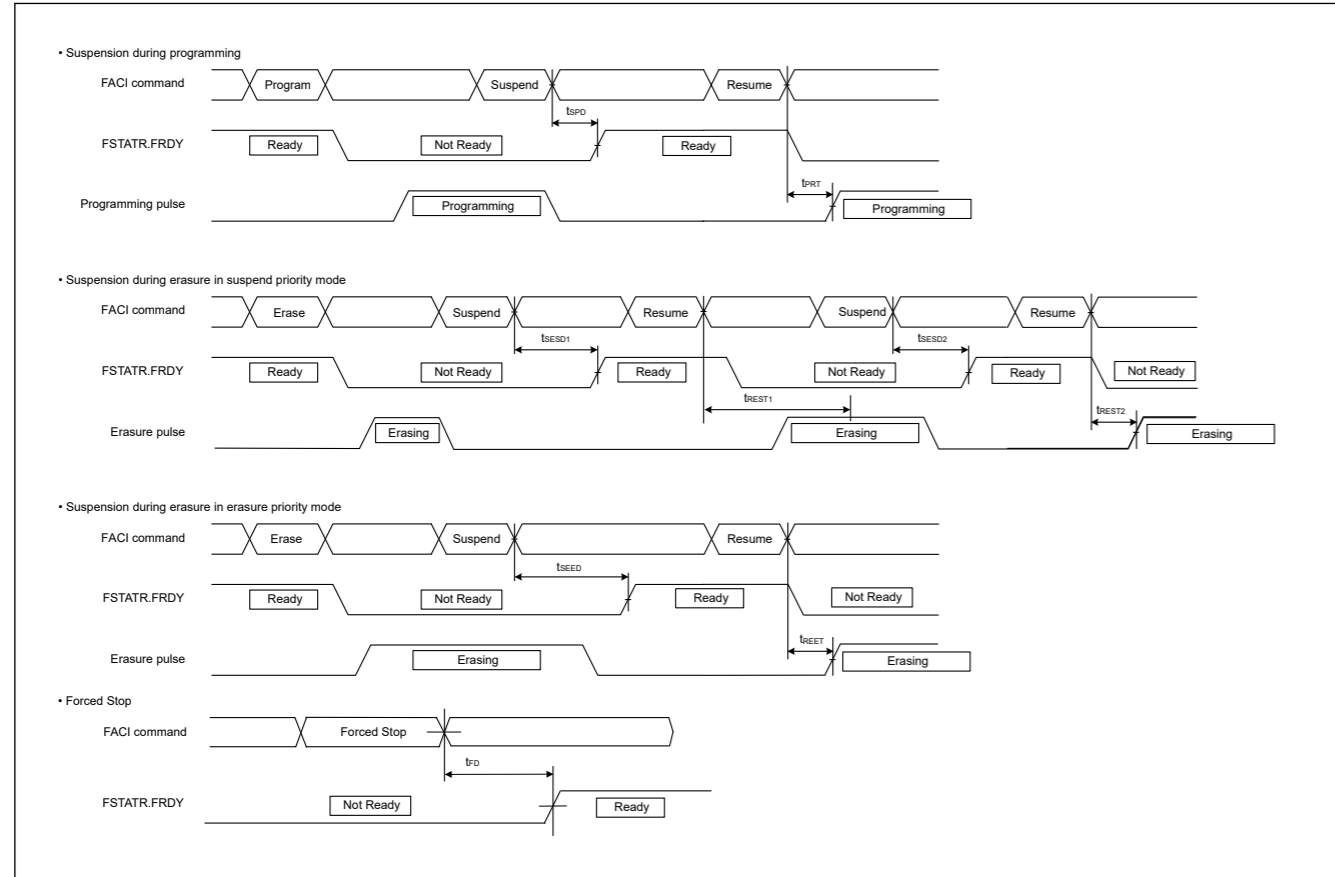 • Suspension during programming
FACI command Program Suspend Resume
tSPD
FSTATR.FRDY Ready Not Ready Ready
tPRT
Programming pulse Programming Programming
• Suspension during erasure in suspend priority mode
FACI command Erase Suspend Resume Suspend Resume
tSESD1 tSESD2
FSTATR.FRDY Ready Not Ready Ready Not Ready Ready Not Ready
tREST1 tREST2
Erasure pulse Erasing Erasing Erasing
• Suspension during erasure in erasure priority mode
FACI command Erase Suspend Resume
tSEED
FSTATR.FRDY Ready Not Ready Ready Not Ready
tREET
Erasure pulse Erasing Erasing
• Forced Stop
FACI command Forced Stop
tFD
FSTATR.FRDY Not Ready Ready